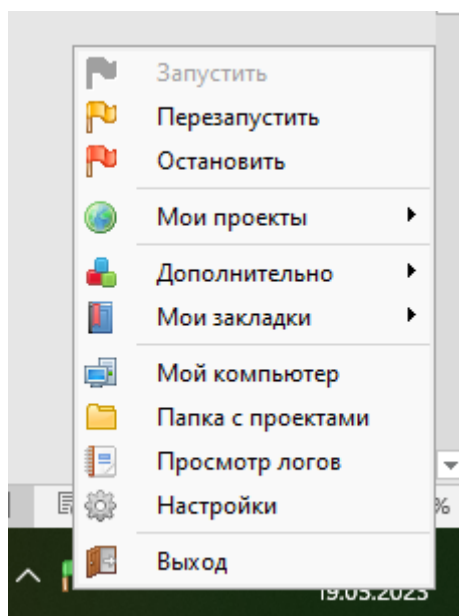 Запустить
Перезапустить
Остановить
Мои проекты
Дополнительно
Мои закладки
Мой компьютер
Папка с проектами
Просмотр логов
Настройки
%
Выход
19.05.2023